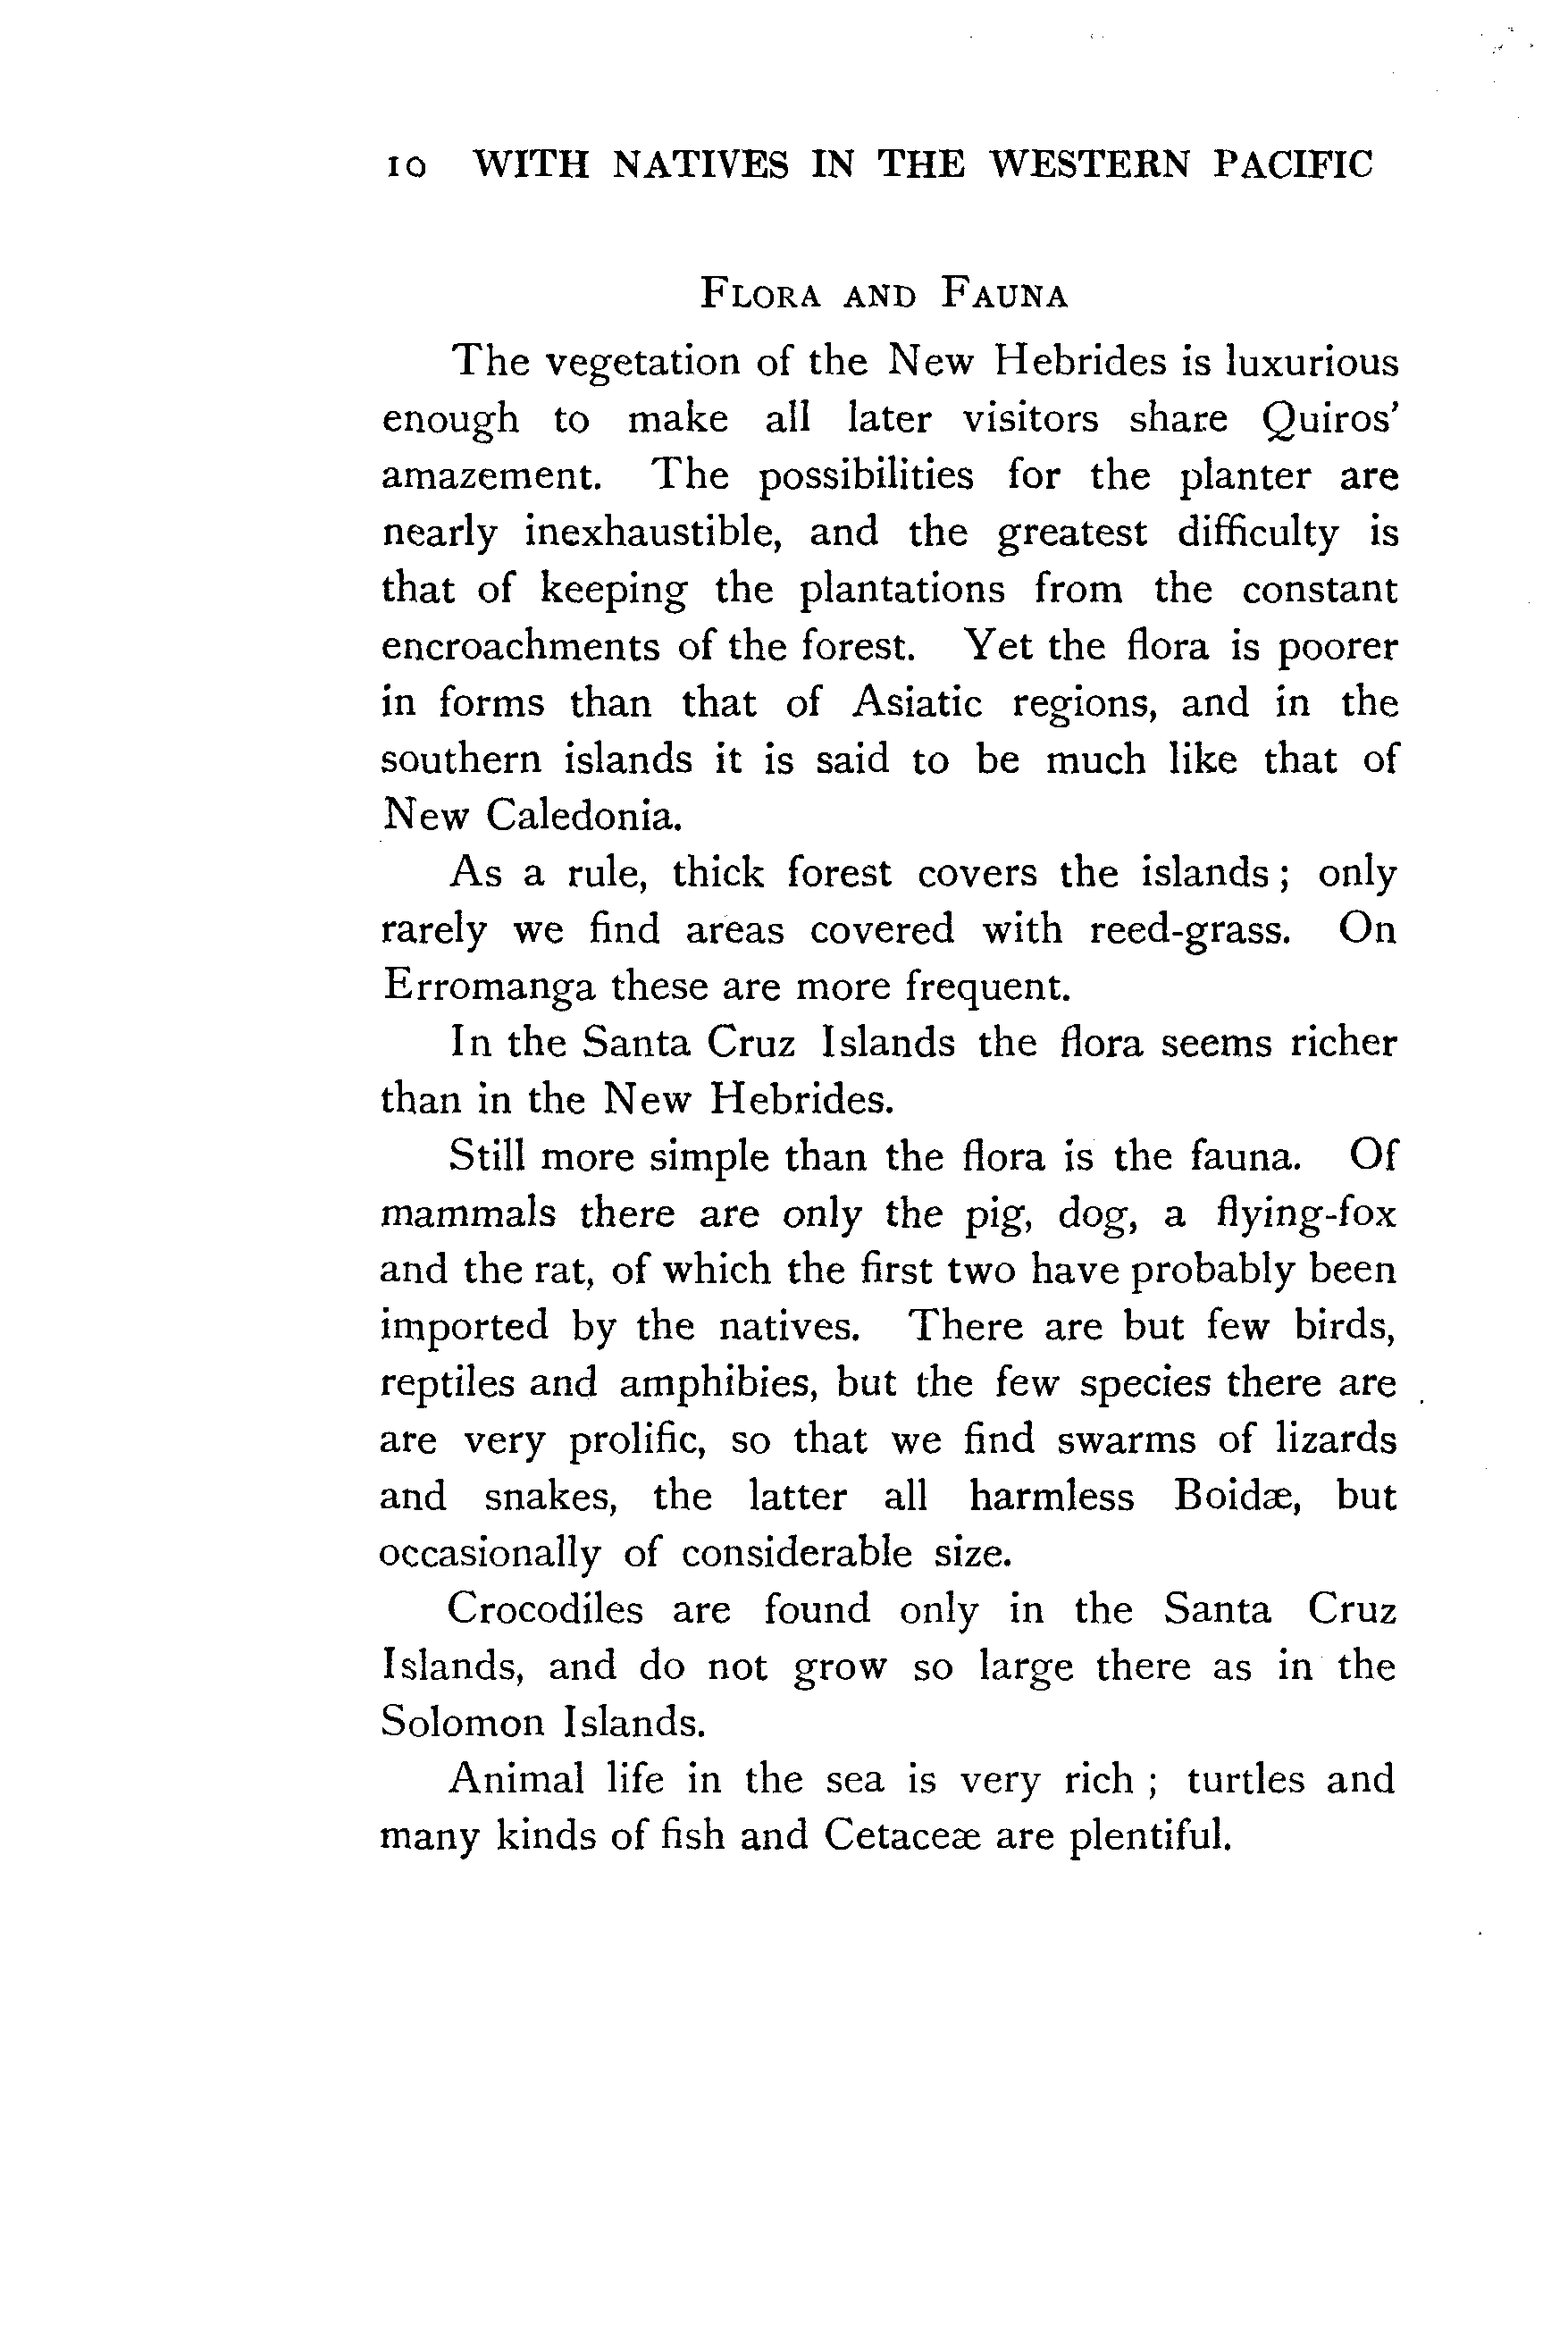 10 WITH NATIVES IN THE WESTERN PACIFIC
FLORA AND FAUNA
The vegetation of the New Hebrides is luxurious
enough to make all later visitors share Quiros'
amazement. The possibilities for the planter are
nearly inexhaustible, and the greatest difficulty is
that of keeping the plantations from the constant
encroachments of the forest. Yet the flora is poorer
in forms than that of Asiatic regions, and in the
southern islands it is said to be much like that of
New Caledonia.
As a rule, thick forest covers the islands; only
rarely we find areas covered with reed-grass. On
Erromanga these are more frequent.
In the Santa Cruz Islands the flora seems richer
than in the New Hebrides.
Still more simple than the flora is the fauna. Of
mammals there are only the pig, dog, a flying-fox
and the rat, of which the first two have probably been
imported by the natives. There are but few birds,
reptiles and amphibies, but the few species there are
are very prolific, so that we find swarms of lizards
and snakes, the latter all harmless Boidæ, but
occasionally of considerable size.
Crocodiles are found only in the Santa Cruz
Islands, and do not grow so large there as in the
Solomon Islands.
Animal life in the sea is very rich; turtles and
many kinds of fish and Cetaceæ are plentiful.